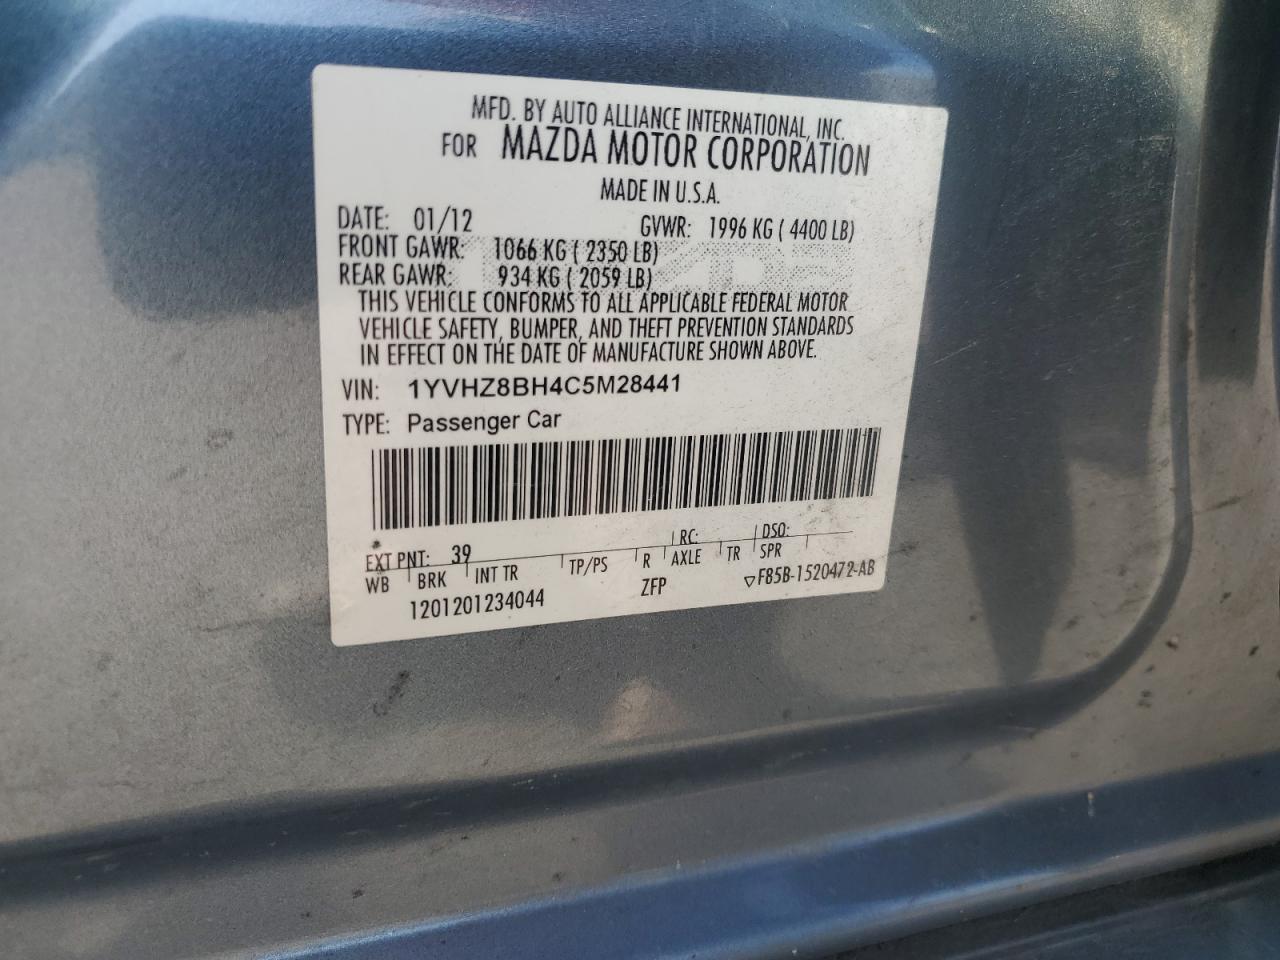 MFD. BY AUTO ALLIANCE INTERNATIONAL, INC.
FOR MAZDA MOTOR CORPORATION
MADE IN U.S.A.
DATE: 01/12 GVWR: 1996 KG ( 4400 LB)
FRONT GAWR: 1066 KG ( 2350 LB)
REAR GAWR: 934 KG ( 2059 LB)
THIS VEHICLE CONFORMS TO ALL APPLICABLE FEDERAL MOTOR
VEHICLE SAFETY, BUMPER, AND THEFT PREVENTION STANDARDS
IN EFFECT ON THE DATE OF MANUFACTURE SHOWN ABOVE.
VIN: 1YVHZ8BH4C5M28441
TYPE: Passenger Car
EXT PNT: 39 RC: DSO:
WB BRK INT TR TP/PS R AXLE TR SPR
1201201234044 ZFP ▽F85B-1520472-AB